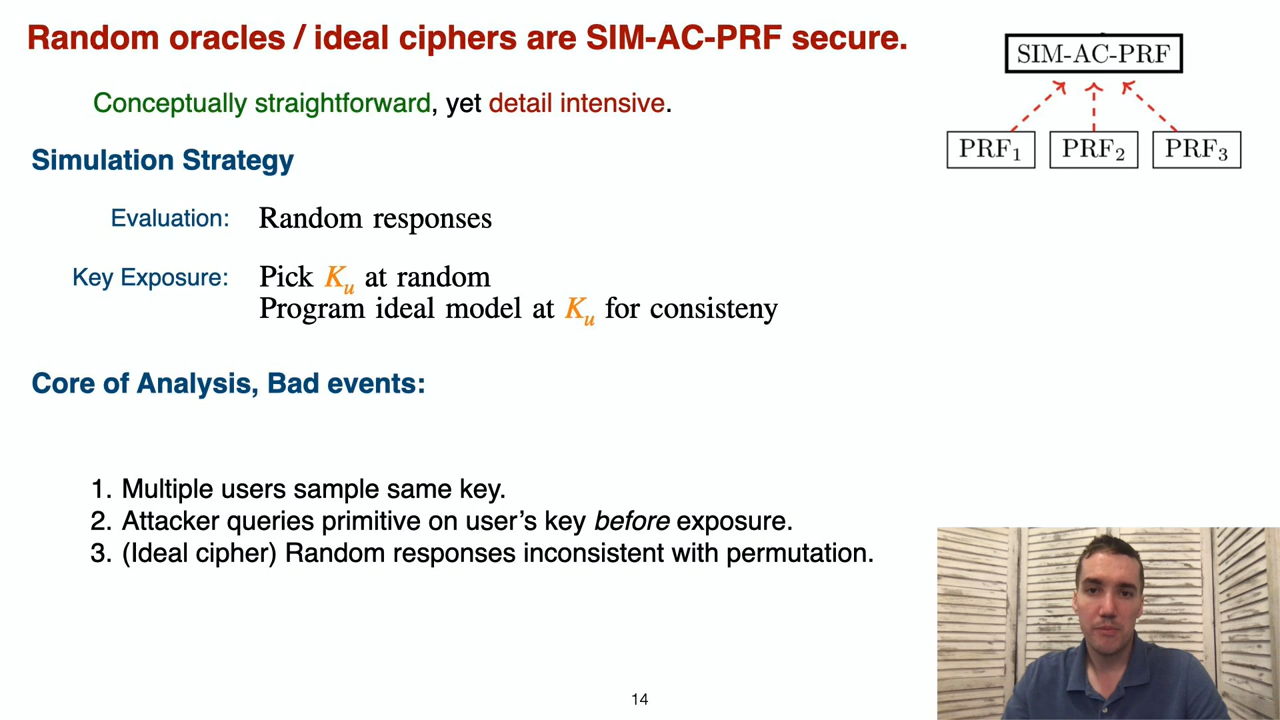 Random oracles / ideal ciphers are SIM-AC-PRF secure.
Conceptually straightforward, yet detail intensive.
SIM-AC-PRF
PRF₁ PRF₂ PRF₃
Simulation Strategy
Evaluation: Random responses
Key Exposure: Pick Kᵤ at random
Program ideal model at Kᵤ for consisteny
Core of Analysis, Bad events:
1. Multiple users sample same key.
2. Attacker queries primitive on user’s key before exposure.
3. (Ideal cipher) Random responses inconsistent with permutation.
14